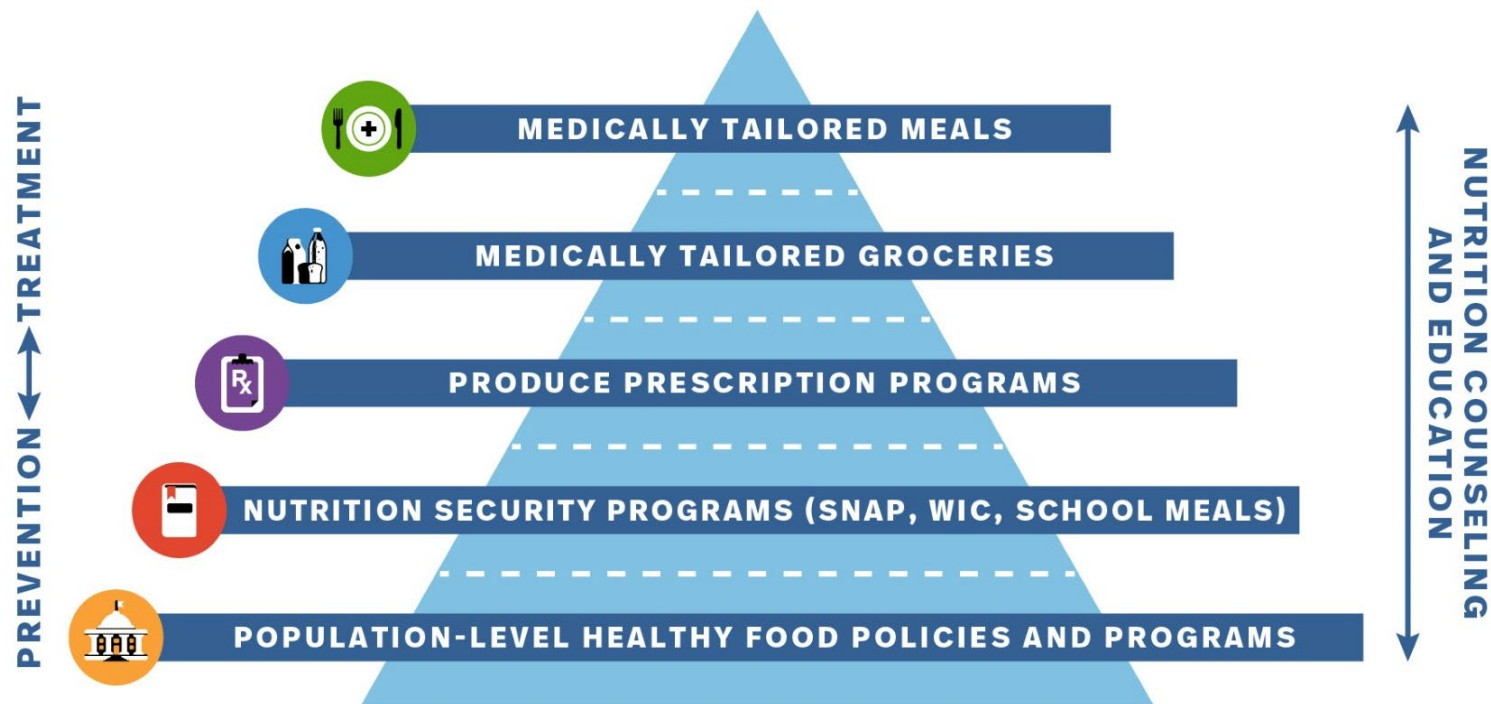 MEDICALLY TAILORED MEALS
MEDICALLY TAILORED GROCERIES
Rx
PRODUCE PRESCRIPTION PROGRAMS
NUTRITION SECURITY PROGRAMS (SNAP, WIC, SCHOOL MEALS)
POPULATION-LEVEL HEALTHY FOOD POLICIES AND PROGRAMS
PREVENTION
TREATMENT
NUTRITION COUNSELING
AND EDUCATION